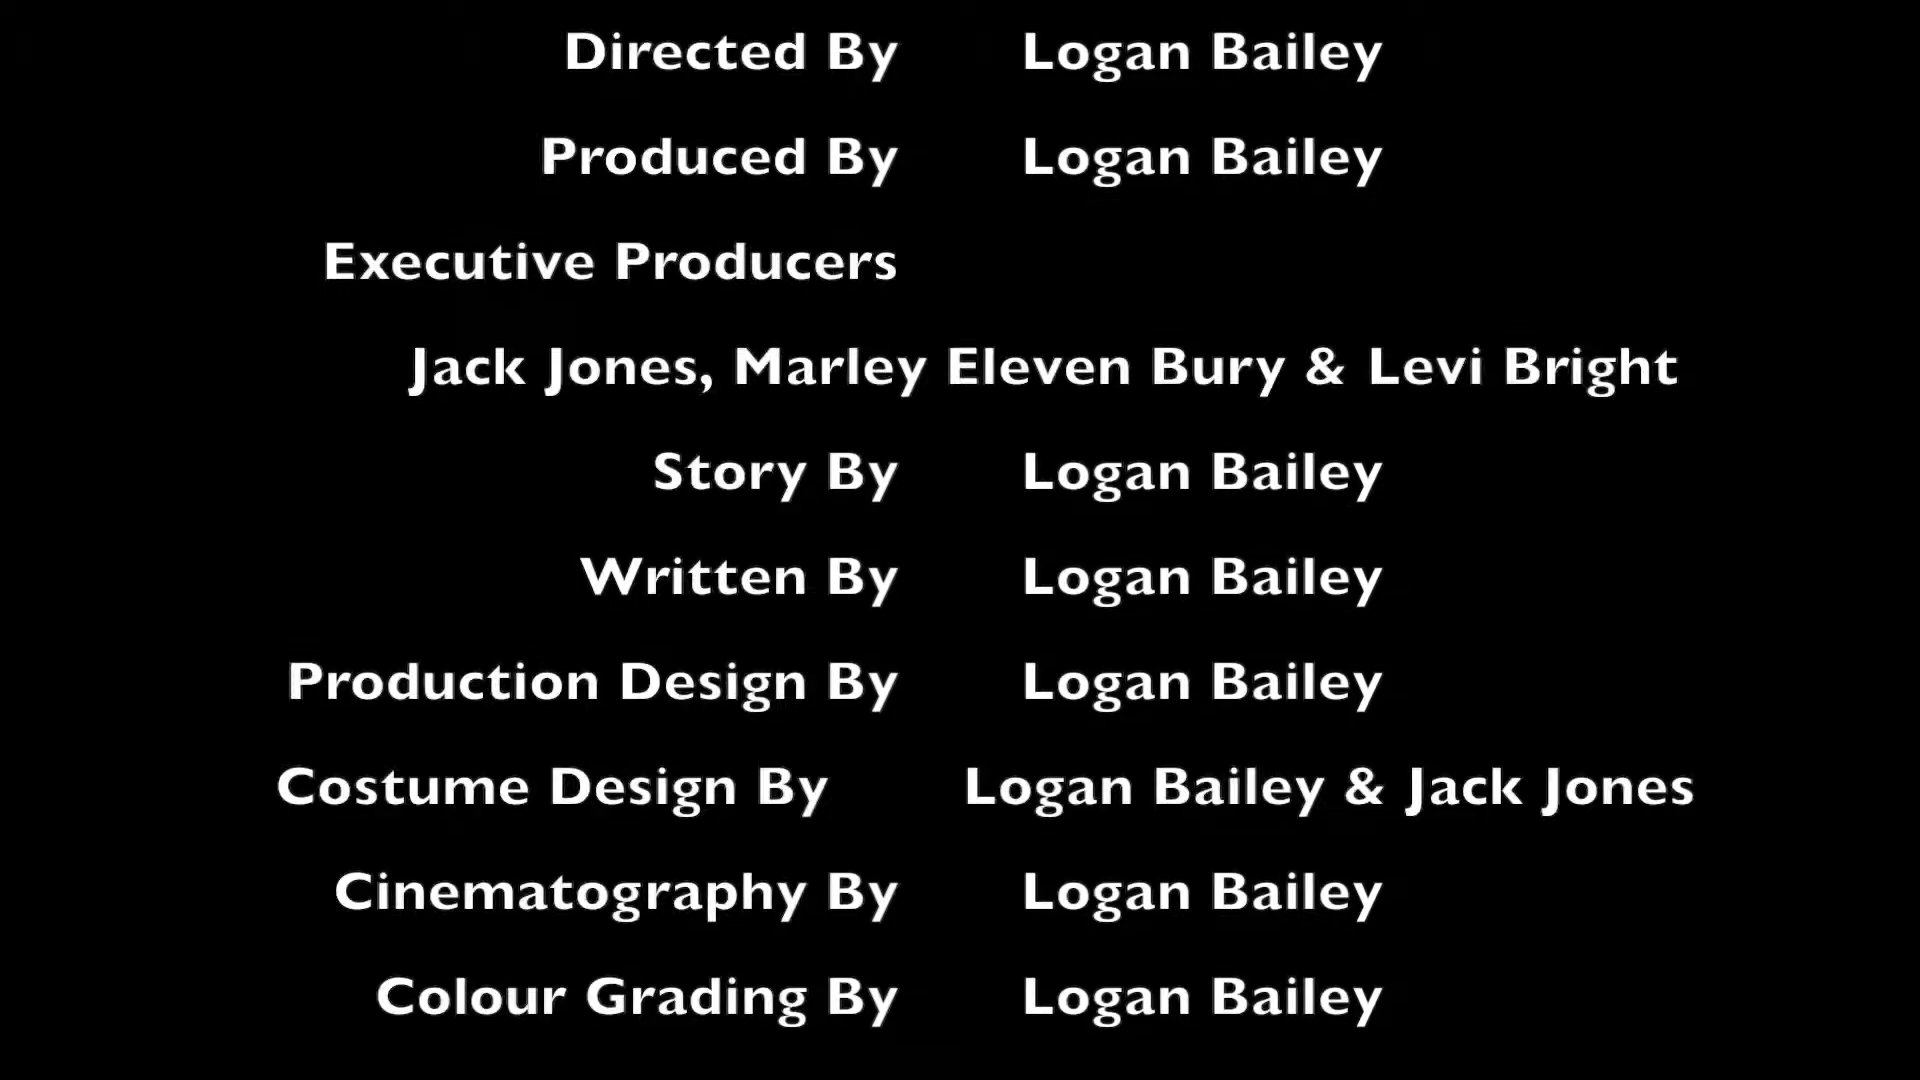 Directed By Logan Bailey
Produced By Logan Bailey
Executive Producers
Jack Jones, Marley Eleven Bury & Levi Bright
Story By Logan Bailey
Written By Logan Bailey
Production Design By Logan Bailey
Costume Design By Logan Bailey & Jack Jones
Cinematography By Logan Bailey
Colour Grading By Logan Bailey